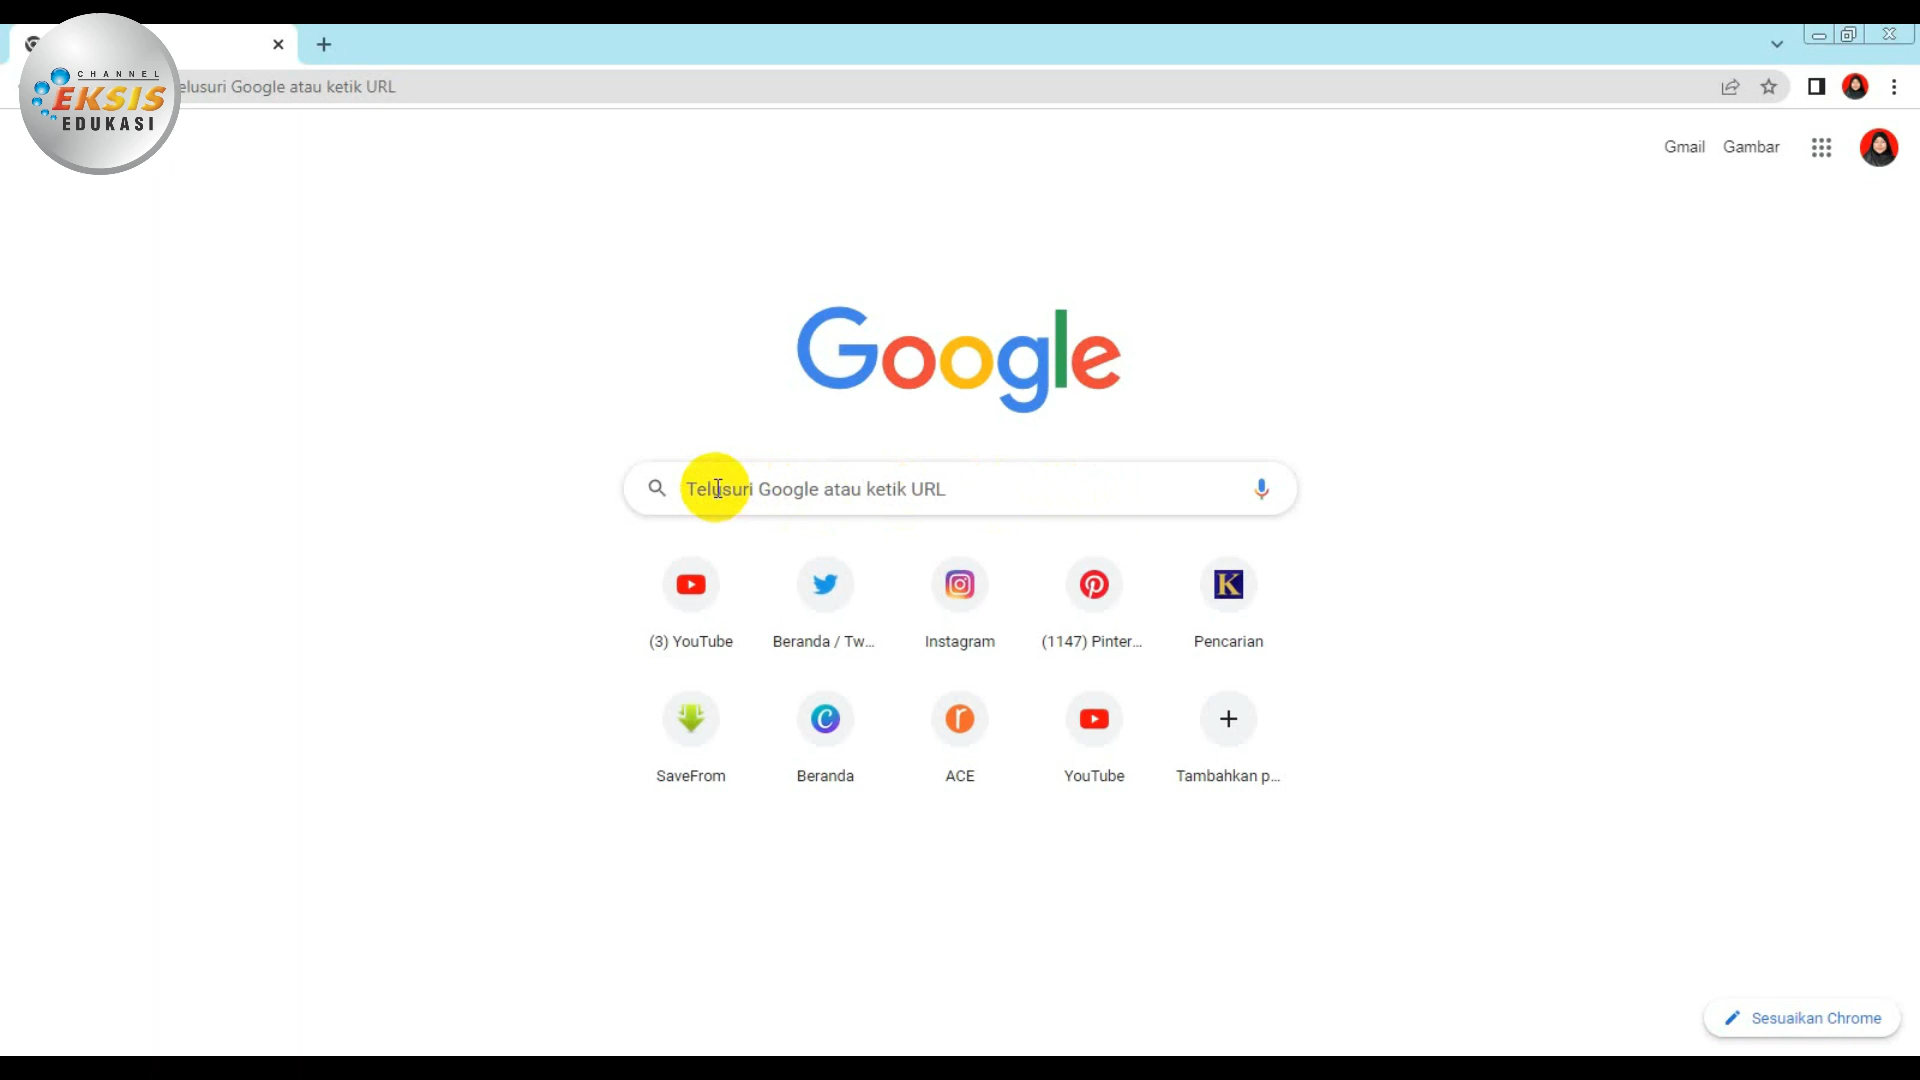 CHANNEL
EKSIS
EDUKASI
elusuri Google atau ketik URL
Gmail Gambar
Google
Telusuri Google atau ketik URL
(3) YouTube
Beranda / Tw...
Instagram
(1147) Pinter...
Pencarian
SaveFrom
Beranda
ACE
YouTube
Tambahkan p...
Sesuaikan Chrome